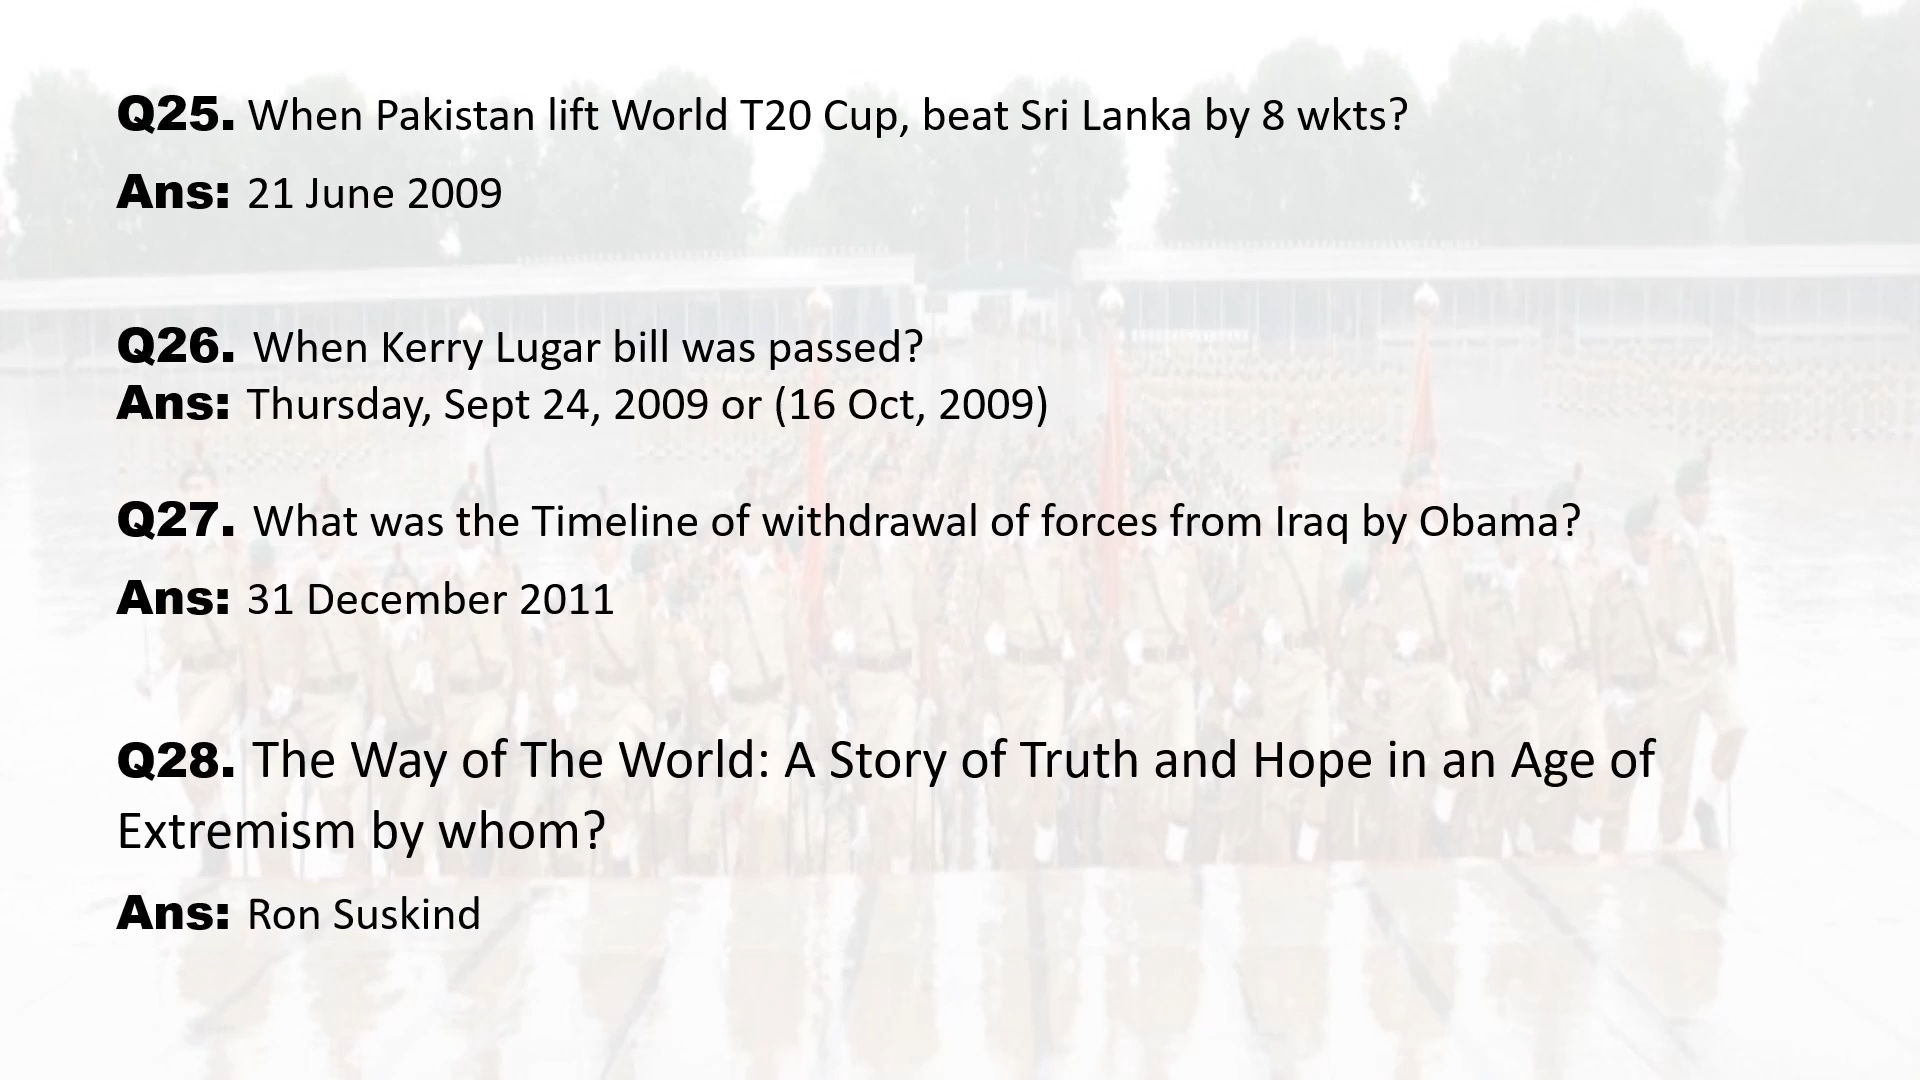 Q25. When Pakistan lift World T20 Cup, beat Sri Lanka by 8 wkts?
Ans: 21 June 2009
Q26. When Kerry Lugar bill was passed?
Ans: Thursday, Sept 24, 2009 or (16 Oct, 2009)
Q27. What was the Timeline of withdrawal of forces from Iraq by Obama?
Ans: 31 December 2011
Q28. The Way of The World: A Story of Truth and Hope in an Age of
Extremism by whom?
Ans: Ron Suskind